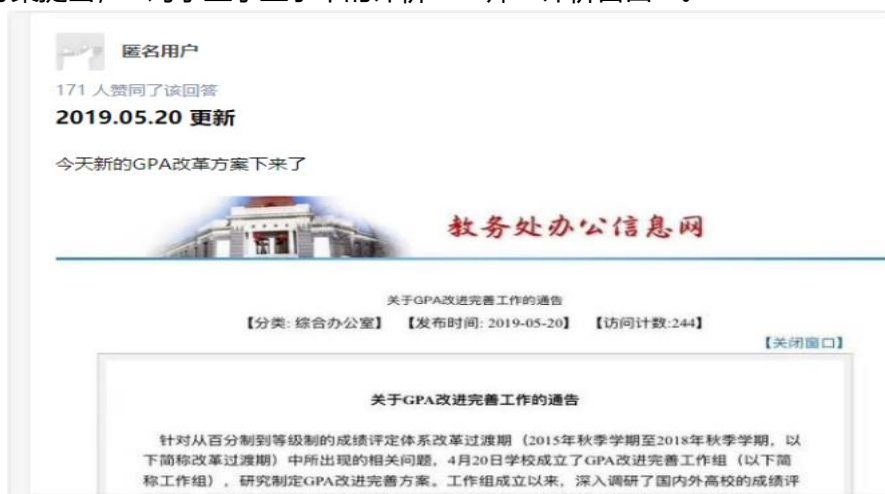 匿名用户
171 人赞同了该回答
2019.05.20 更新
今天新的GPA改革方案下来了
教务处办公信息网
关于GPA改进完善工作的通告
【分类: 综合办公室】 【发布时间: 2019-05-20】 【访问计数:244】
【关闭窗口】
关于GPA改进完善工作的通告
针对从百分制到等级制的成绩评定体系改革过渡期（2015年秋季学期至2018年秋季学期，以
下简称改革过渡期）中所出现的相关问题，4月20日学校成立了GPA改进完善工作组（以下简
称工作组），研究制定GPA改进完善方案。工作组成立以来，深入调研了国内外高校的成绩评